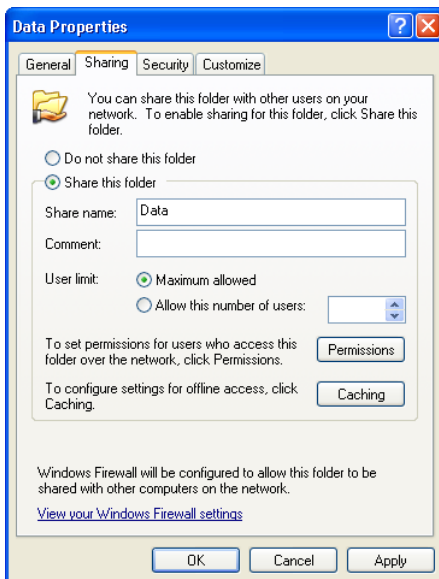 Data Properties
General Sharing Security Customize
You can share this folder with other users on your
network. To enable sharing for this folder, click Share this
folder.
Do not share this folder
Share this folder
Share name: Data
Comment:
User limit: Maximum allowed
Allow this number of users:
To set permissions for users who access this
folder over the network, click Permissions.
Permissions
To configure settings for offline access, click
Caching.
Caching
Windows Firewall will be configured to allow this folder to be
shared with other computers on the network.
View your Windows Firewall settings
OK Cancel Apply